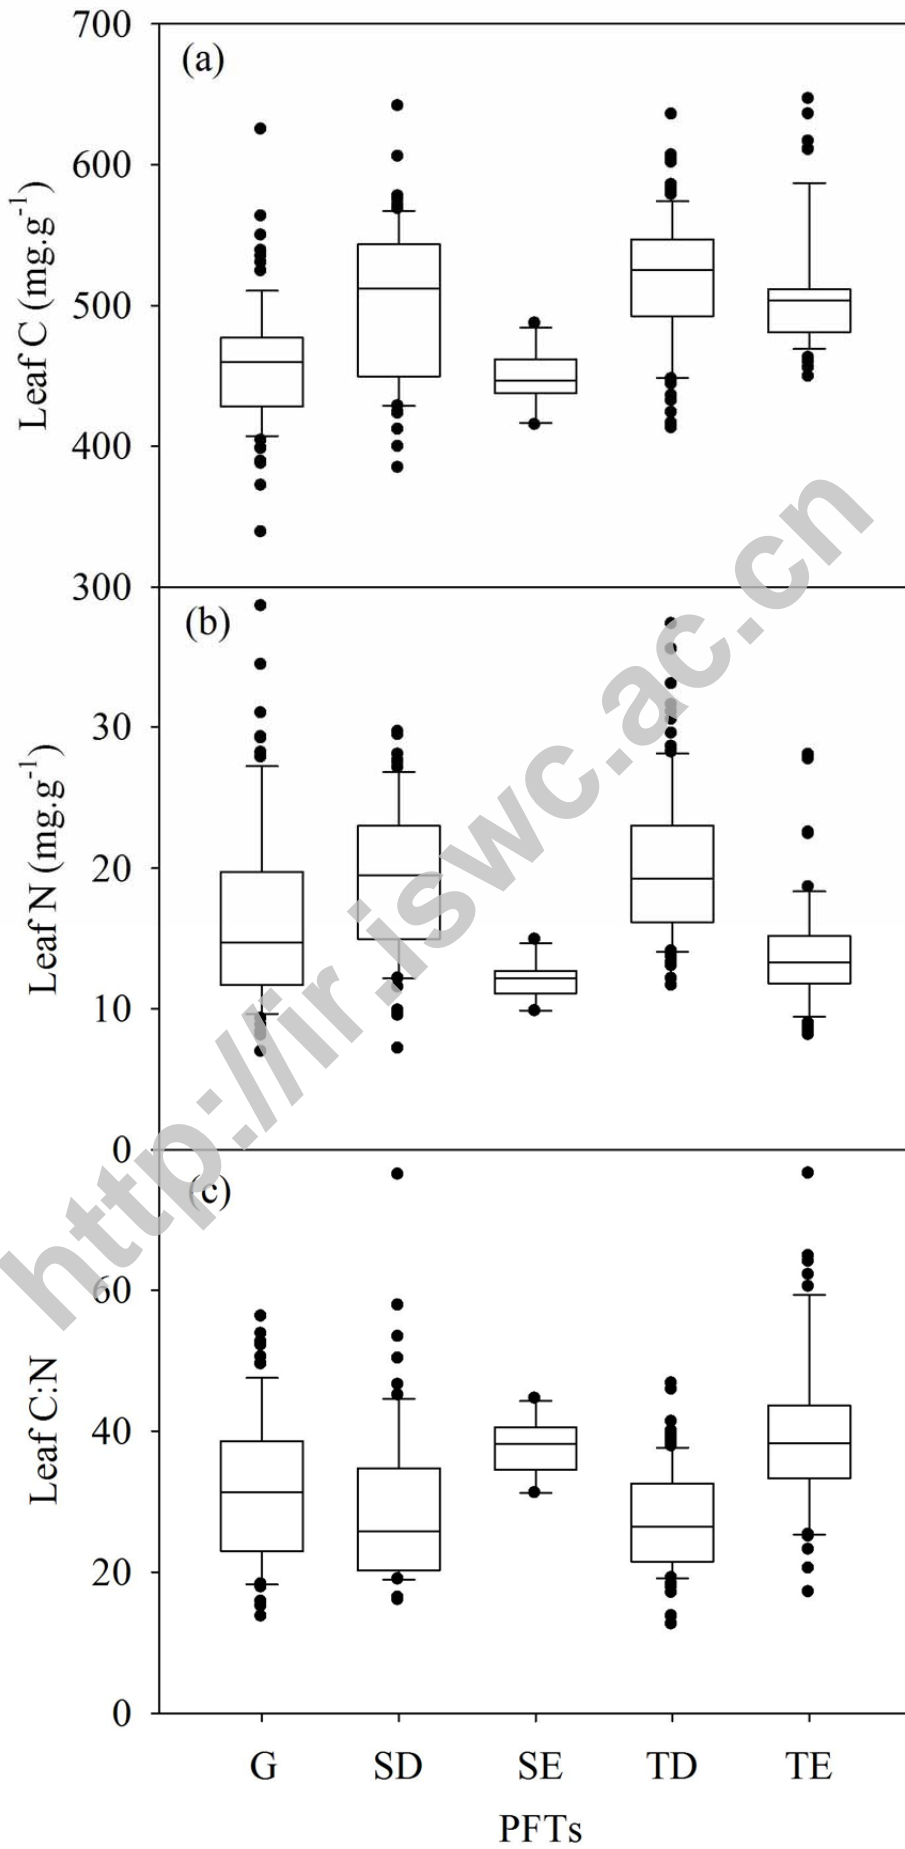 700
(a)
600
500
400
300
Leaf C (mg.g⁻¹)
(b)
30
20
10
0
Leaf N (mg.g⁻¹)
(c)
60
40
20
0
Leaf C:N
G SD SE TD TE
PFTs
http://ir.iswc.ac.cn